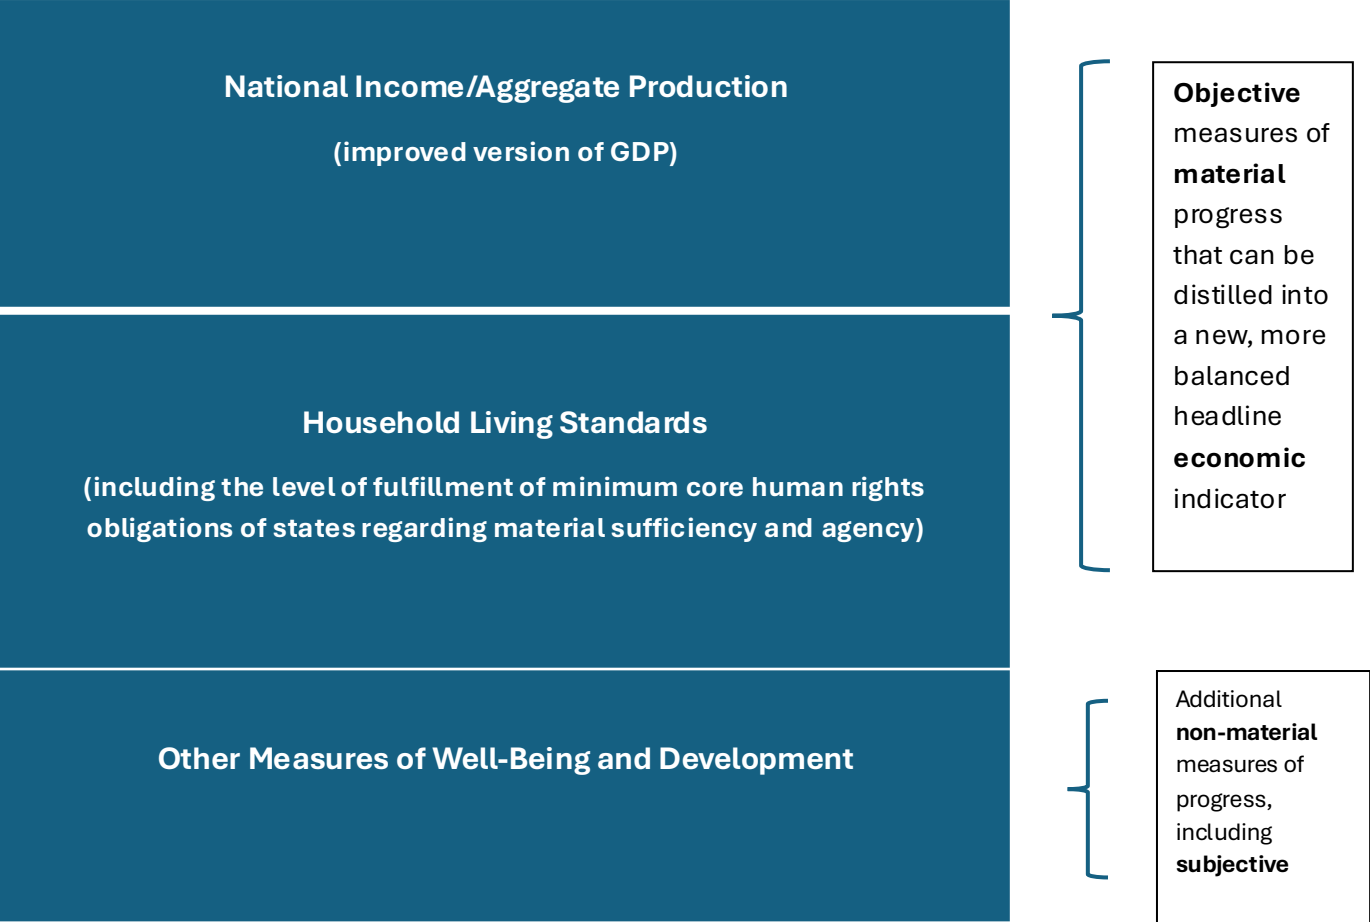 National Income/Aggregate Production
(improved version of GDP)
Objective
measures of
material
progress
that can be
distilled into
a new, more
balanced
headline
economic
indicator
Household Living Standards
(including the level of fulfillment of minimum core human rights
obligations of states regarding material sufficiency and agency)
Other Measures of Well-Being and Development
Additional
non-material
measures of
progress,
including
subjective